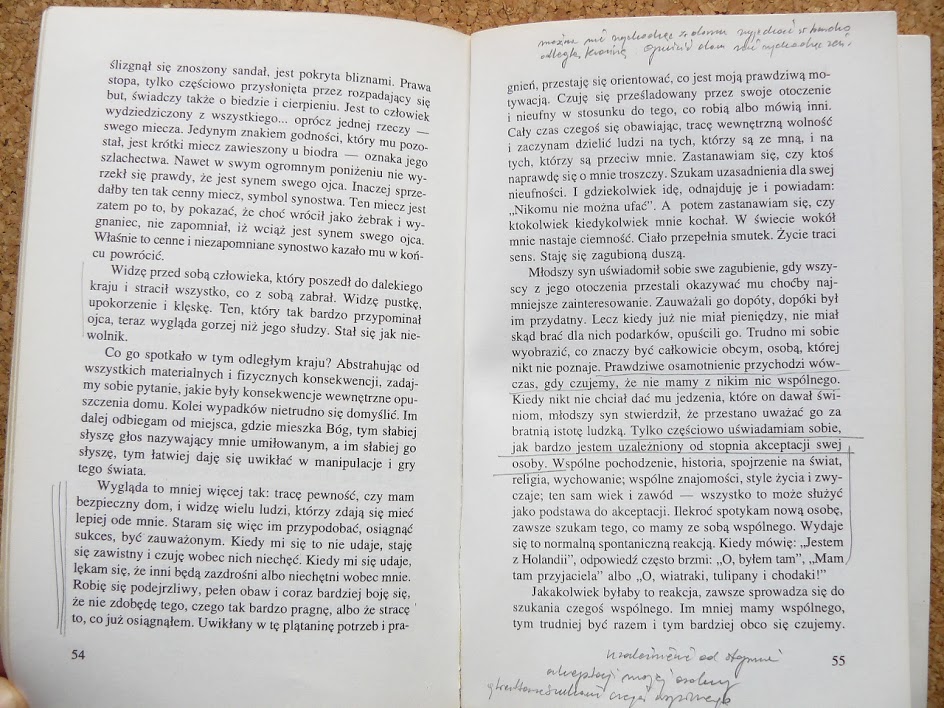 ślizgnął się znoszony sandał, jest pokryta bliznami. Prawa
stopa, tylko częściowo przysłonięta przez rozpadający się
but, świadczy także o biedzie i cierpieniu. Jest to człowiek
wydziedziczony z wszystkiego... oprócz jednej rzeczy —
swego miecza. Jedynym znakiem godności, który mu pozo-
stał, jest krótki miecz zawieszony u biodra — oznaka jego
szlachectwa. Nawet w swym ogromnym poniżeniu nie wy-
rzekł się prawdy, że jest synem swego ojca. Inaczej sprze-
dałby ten tak cenny miecz, symbol synostwa. Ten miecz jest
zatem po to, by pokazać, że choć wrócił jako żebrak i wy-
gnaniec, nie zapomniał, iż wciąż jest synem swego ojca.
Właśnie to cenne i niezapomniane synostwo kazało mu w koń-
cu powrócić.
Widzę przed sobą człowieka, który poszedł do dalekiego
kraju i stracił wszystko, co z sobą zabrał. Widzę pustkę,
upokorzenie i klęskę. Ten, który tak bardzo przypominał
ojca, teraz wygląda gorzej niż jego słudzy. Stał się jak nie-
wolnik.
Co go spotkało w tym odległym kraju? Abstrahując od
wszystkich materialnych i fizycznych konsekwencji, zadaj-
my sobie pytanie, jakie były konsekwencje wewnętrzne opu-
szczenia domu. Kolei wypadków nietrudno się domyślić. Im
dalej odbiegam od miejsca, gdzie mieszka Bóg, tym słabiej
słyszę głos nazywający mnie umiłowanym, a im słabiej go
słyszę, tym łatwiej daję się uwikłać w manipulacje i gry
tego świata.
Wygląda to mniej więcej tak: tracę pewność, czy mam
bezpieczny dom, i widzę wielu ludzi, którzy zdają się mieć
lepiej ode mnie. Staram się więc im przypodobać, osiągnąć
sukces, być zauważonym. Kiedy mi się to nie udaje, staję
się zawistny i czuję wobec nich niechęć. Kiedy mi się udaje,
lękam się, że inni będą zazdrośni albo niechętni wobec mnie.
Robię się podejrzliwy, pełen obaw i coraz bardziej boję się,
że nie zdobędę tego, czego tak bardzo pragnę, albo że stracę
to, co już osiągnąłem. Uwikłany w tę plątaninę potrzeb i pra-
54
można nie wychodząc z domu wyjechać w bardzo
odległą krainę. Opuścić dom nie wychodząc zeń.
gnień, przestaję się orientować, co jest moją prawdziwą mo-
tywacją. Czuję się prześladowany przez swoje otoczenie
i nieufny w stosunku do tego, co robią albo mówią inni.
Cały czas czegoś się obawiając, tracę wewnętrzną wolność
i zaczynam dzielić ludzi na tych, którzy są ze mną, i na
tych, którzy są przeciw mnie. Zastanawiam się, czy ktoś
naprawdę się o mnie troszczy. Szukam uzasadnienia dla swej
nieufności. I gdziekolwiek idę, odnajduję je i powiadam:
„Nikomu nie można ufać”. A potem zastanawiam się, czy
ktokolwiek kiedykolwiek mnie kochał. W świecie wokół
mnie nastaje ciemność. Ciało przepełnia smutek. Życie traci
sens. Staję się zagubioną duszą.
Młodszy syn uświadomił sobie swe zagubienie, gdy wszy-
scy z jego otoczenia przestali okazywać mu choćby naj-
mniejsze zainteresowanie. Zauważali go dopóty, dopóki był
im przydatny. Lecz kiedy już nie miał pieniędzy, nie miał
skąd brać dla nich podarków, opuścili go. Trudno mi sobie
wyobrazić, co znaczy być całkowicie obcym, osobą, której
nikt nie poznaje. Prawdziwe osamotnienie przychodzi wów-
czas, gdy czujemy, że nie mamy z nikim nic wspólnego.
Kiedy nikt nie chciał dać mu jedzenia, które on dawał świ-
niom, młodszy syn stwierdził, że przestano uważać go za
bratnią istotę ludzką. Tylko częściowo uświadamiam sobie,
jak bardzo jestem uzależniony od stopnia akceptacji swej
osoby. Wspólne pochodzenie, historia, spojrzenie na świat,
religia, wychowanie; wspólne znajomości, style życia i zwy-
czaje; ten sam wiek i zawód — wszystko to może służyć
jako podstawa do akceptacji. Ilekroć spotykam nową osobę,
zawsze szukam tego, co mamy ze sobą wspólnego. Wydaje
się to normalną spontaniczną reakcją. Kiedy mówię: „Jestem
z Holandii”, odpowiedź często brzmi: „O, byłem tam”, „Mam
tam przyjaciela” albo „O, wiatraki, tulipany i chodaki!”
Jakakolwiek byłaby to reakcja, zawsze sprowadza się do
szukania czegoś wspólnego. Im mniej mamy wspólnego,
tym trudniej być razem i tym bardziej obco się czujemy.
od stopnia
akceptacji mojej osoby
55